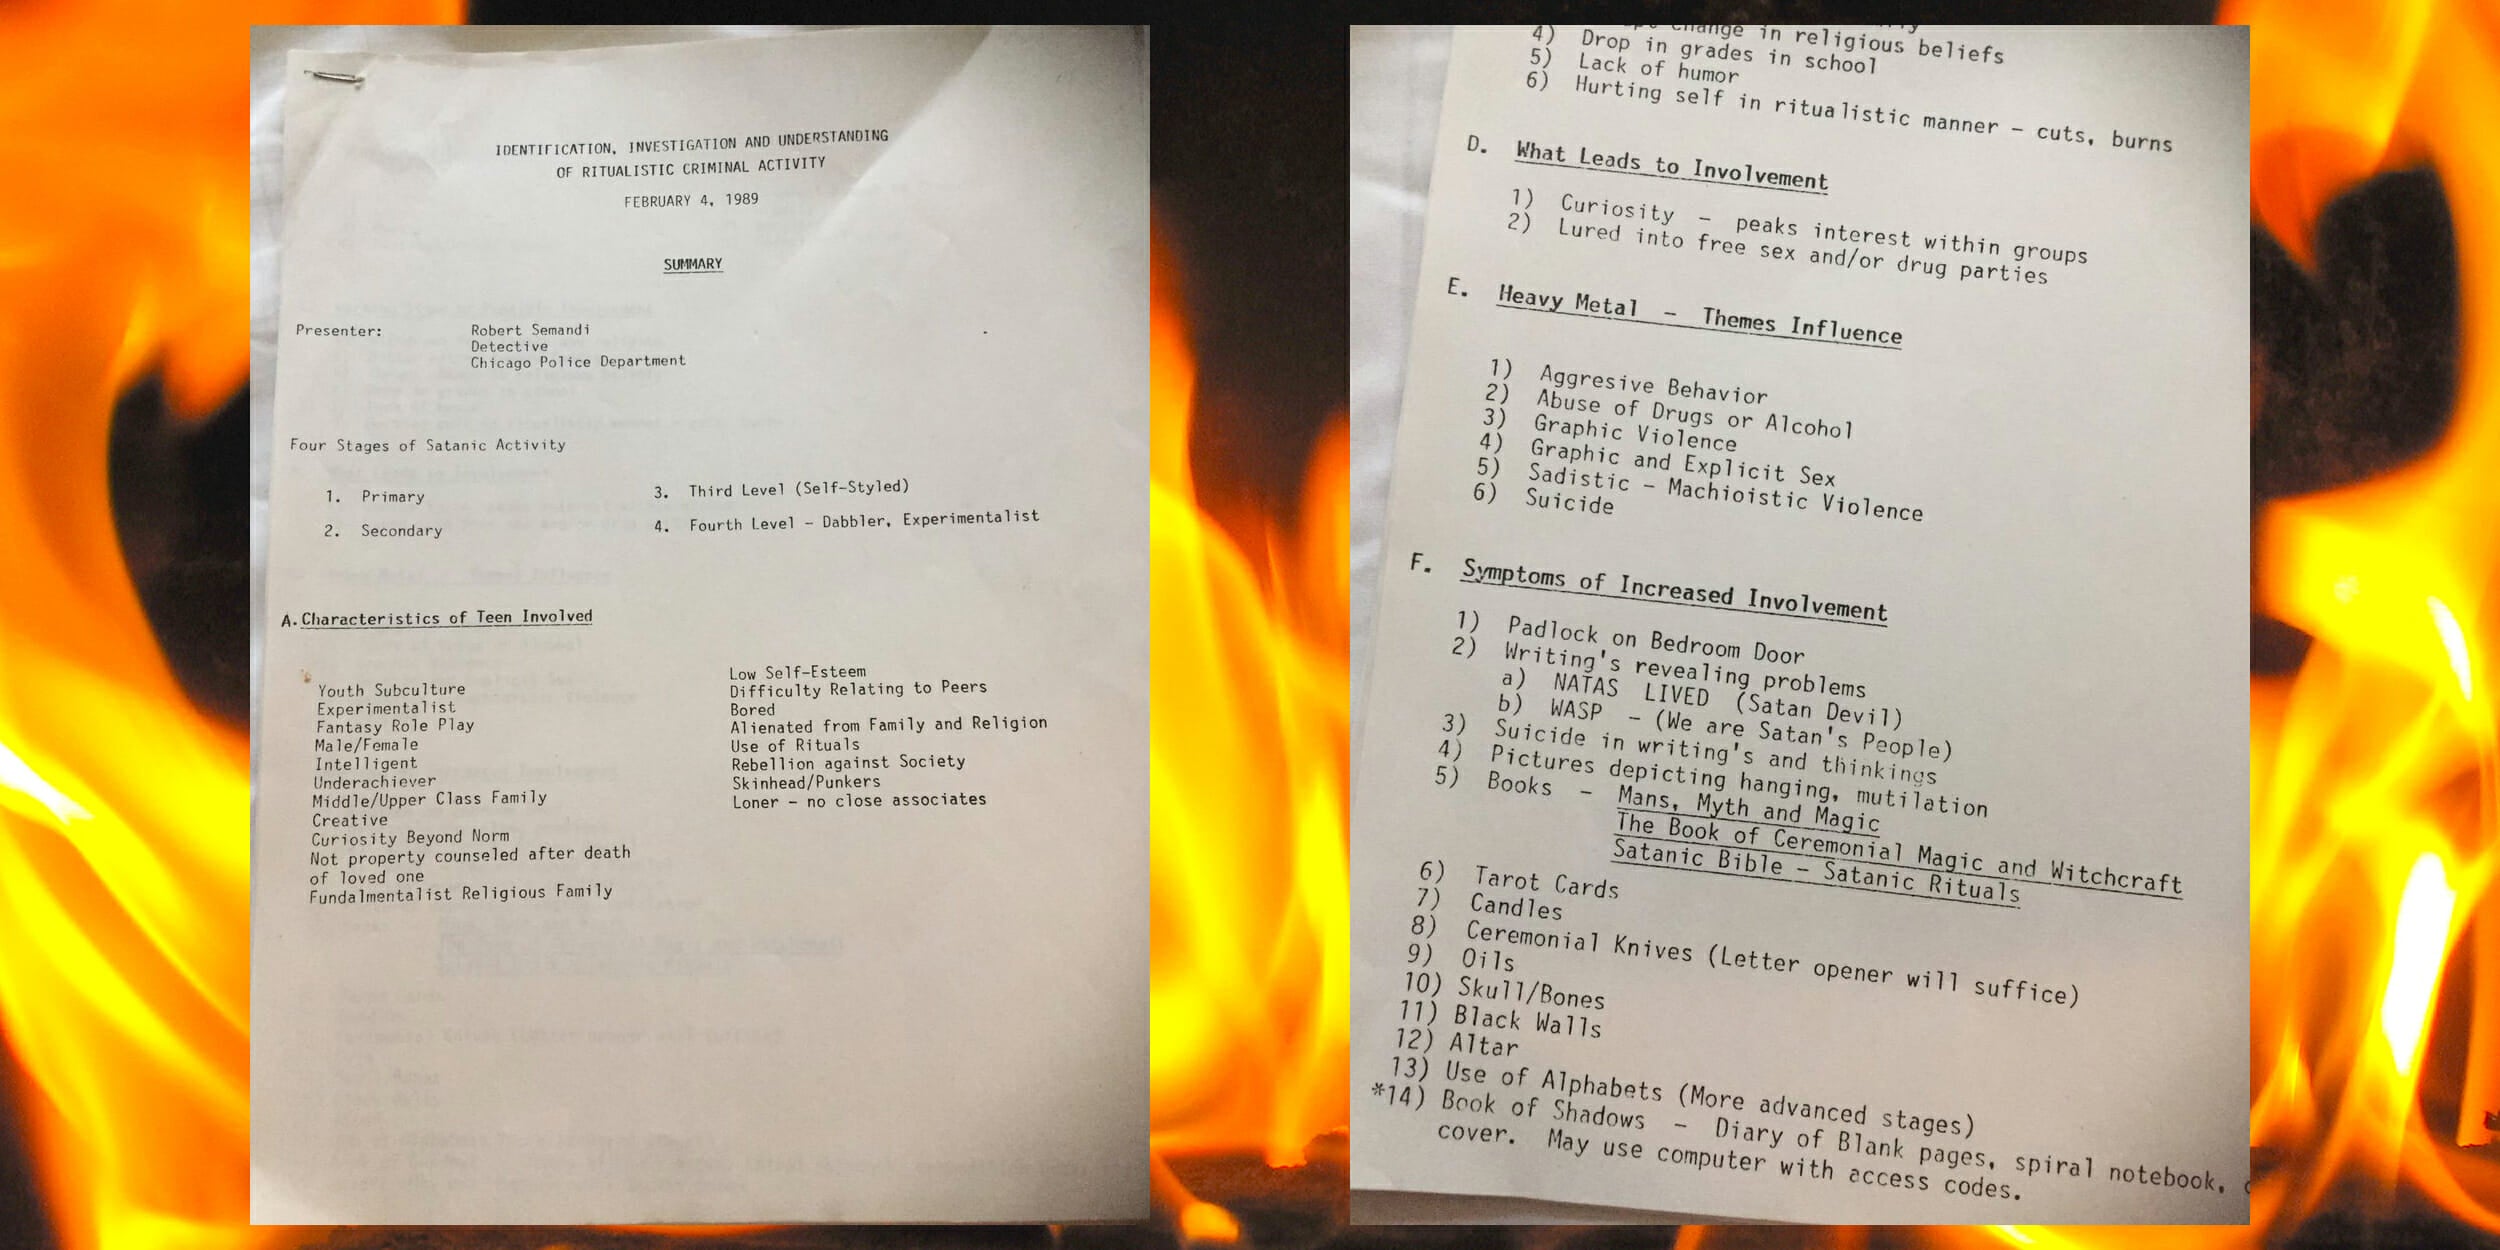 IDENTIFICATION, INVESTIGATION AND UNDERSTANDING
OF RITUALISTIC CRIMINAL ACTIVITY
FEBRUARY 4, 1989
SUMMARY
Presenter: Robert Semandi
Detective
Chicago Police Department
Four Stages of Satanic Activity
1. Primary
2. Secondary
3. Third Level (Self-Styled)
4. Fourth Level - Dabbler, Experimentalist
A. Characteristics of Teen Involved
Youth Subculture
Experimentalist
Fantasy Role Play
Male/Female
Intelligent
Underachiever
Middle/Upper Class Family
Creative
Curiosity Beyond Norm
Not property counseled after death
of loved one
Fundalmentalist Religious Family
Low Self-Esteem
Difficulty Relating to Peers
Bored
Alienated from Family and Religion
Use of Rituals
Rebellion against Society
Skinhead/Punkers
Loner - no close associates
change in religious beliefs
4) Drop in grades in school
5) Lack of humor
6) Hurting self in ritualistic manner - cuts, burns
D. What Leads to Involvement
1) Curiosity - peaks interest within groups
2) Lured into free sex and/or drug parties
E. Heavy Metal - Themes Influence
1) Aggresive Behavior
2) Abuse of Drugs or Alcohol
3) Graphic Violence
4) Graphic and Explicit Sex
5) Sadistic - Machioistic Violence
6) Suicide
F. Symptoms of Increased Involvement
1) Padlock on Bedroom Door
2) Writing's revealing problems
a) NATAS LIVED (Satan Devil)
b) WASP - (We are Satan's People)
3) Suicide in writing's and thinkings
4) Pictures depicting hanging, mutilation
5) Books - Mans, Myth and Magic
The Book of Ceremonial Magic and Witchcraft
Satanic Bible - Satanic Rituals
6) Tarot Cards
7) Candles
8) Ceremonial Knives (Letter opener will suffice)
9) Oils
10) Skull/Bones
11) Black Walls
12) Altar
13) Use of Alphabets (More advanced stages)
*14) Book of Shadows - Diary of Blank pages, spiral notebook,
cover. May use computer with access codes.